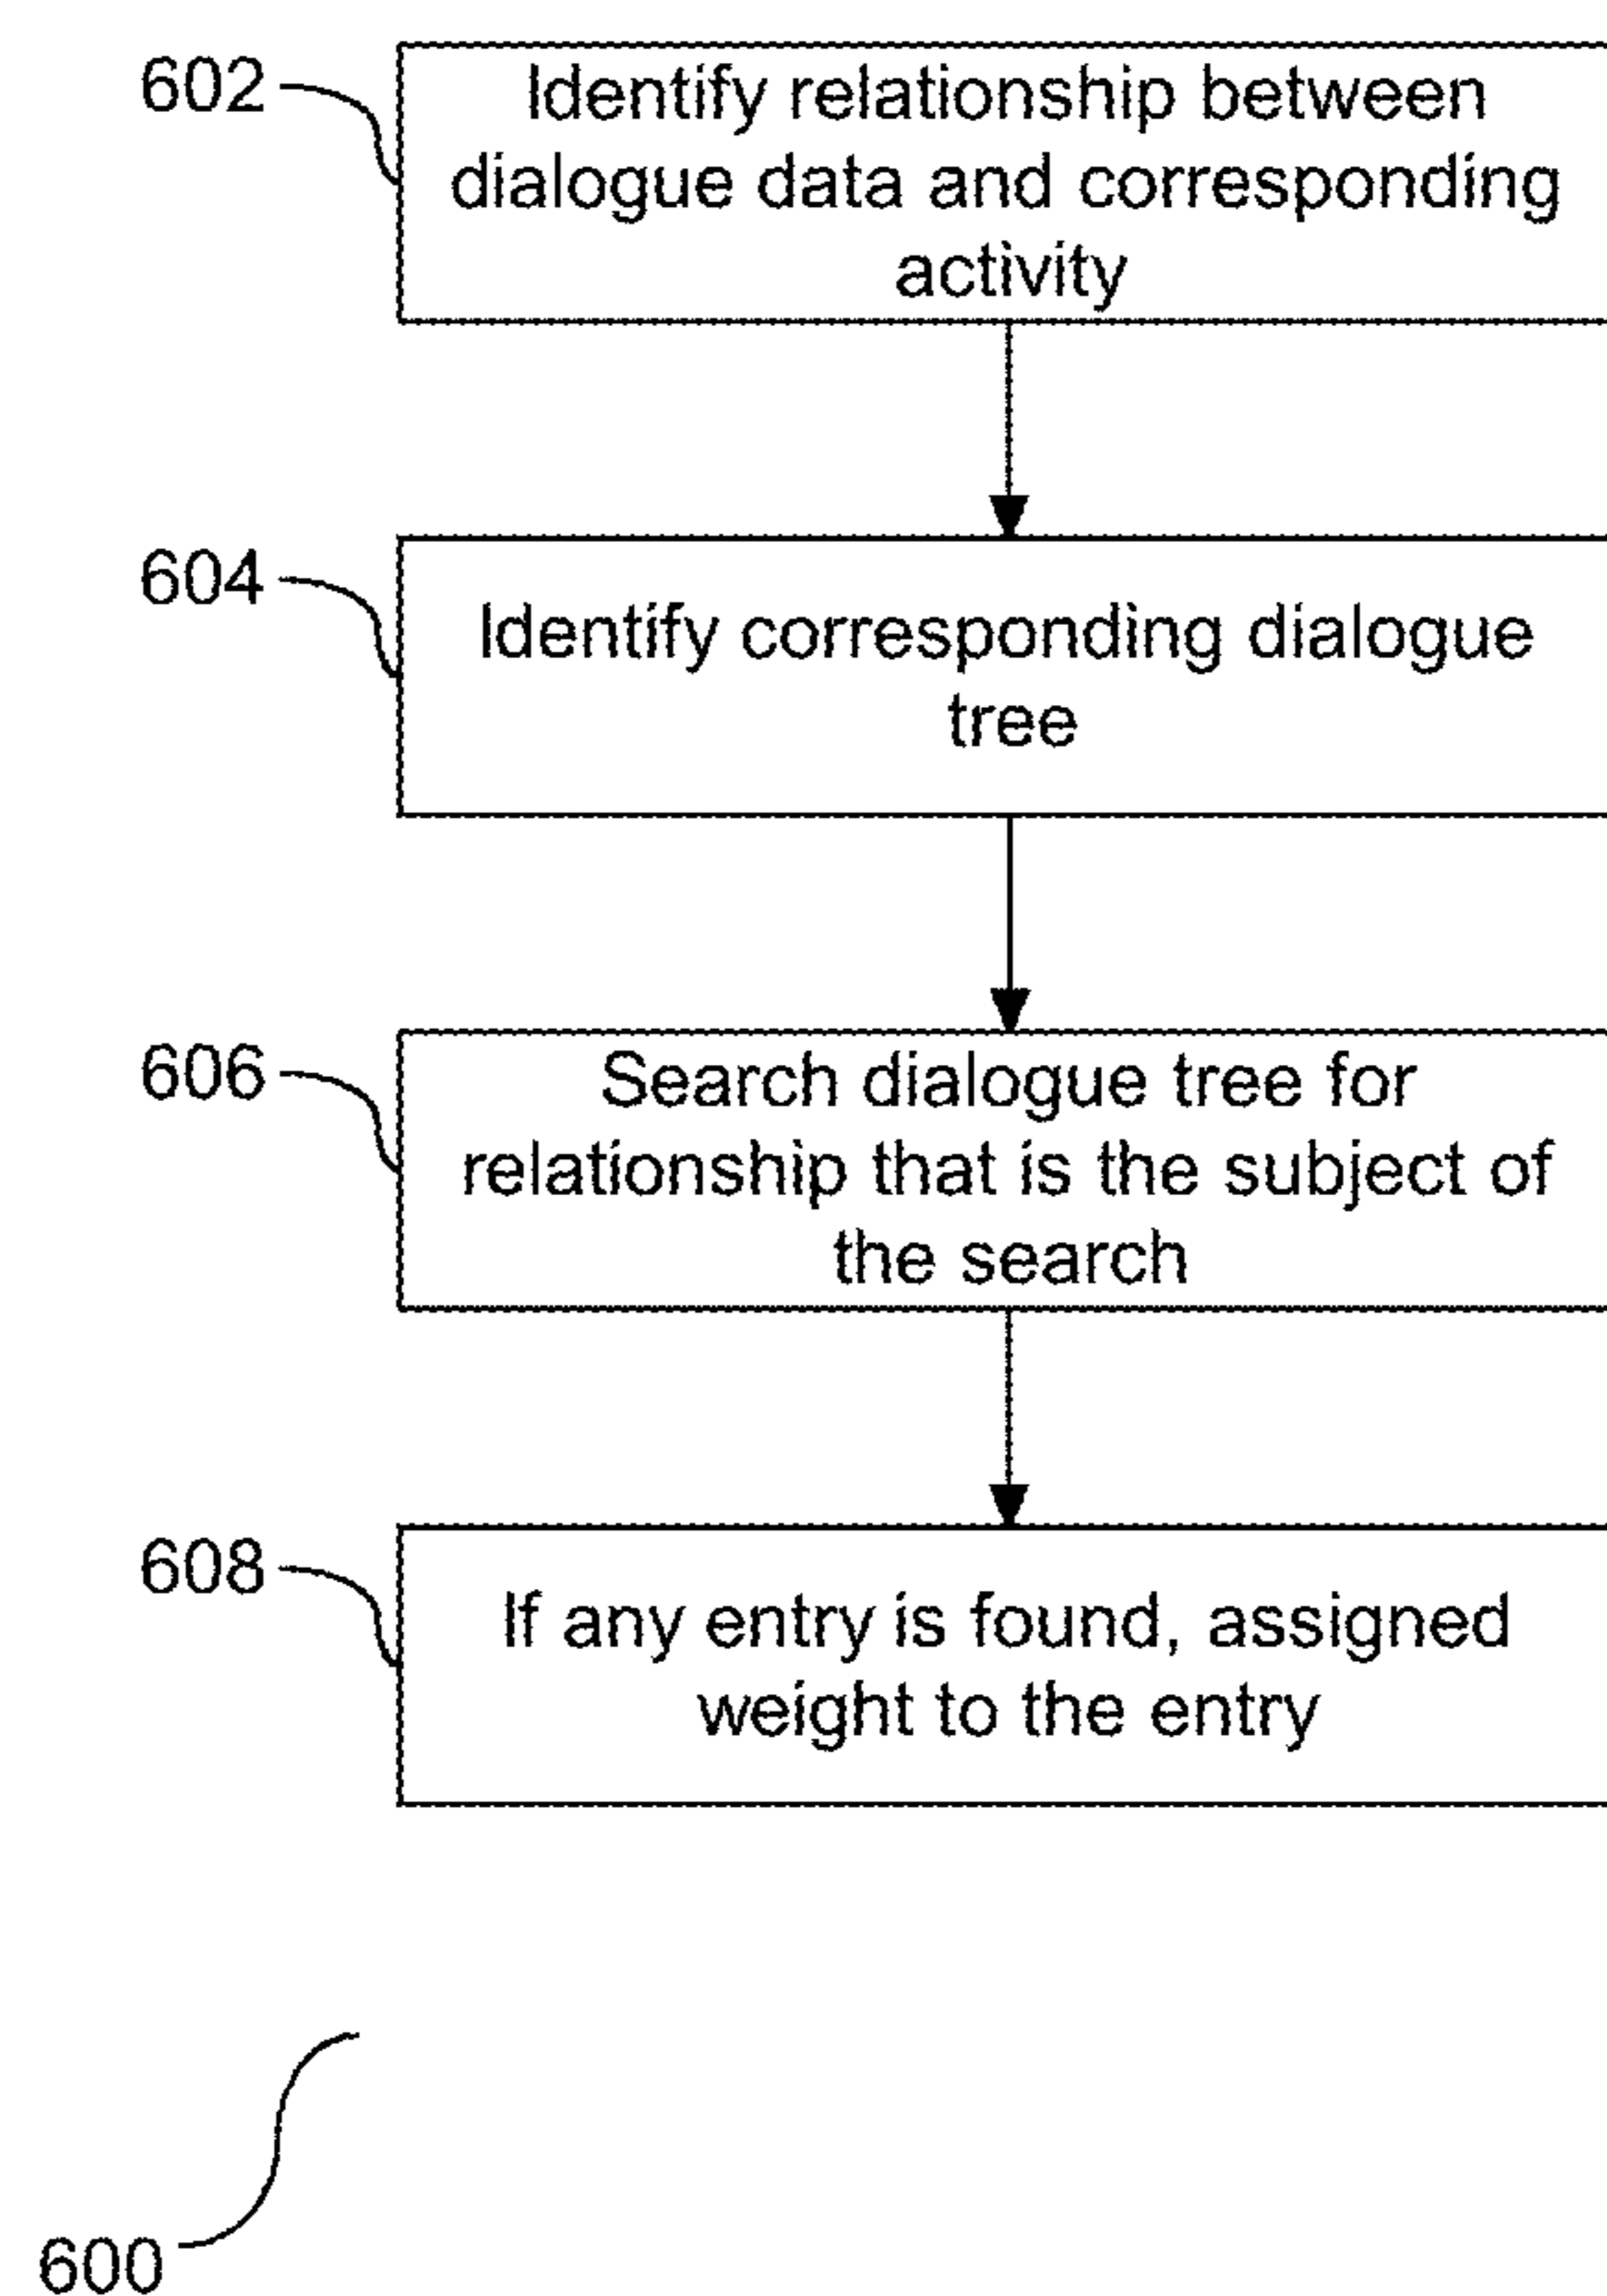 602
Identify relationship between
dialogue data and corresponding
activity
604
Identify corresponding dialogue
tree
606
Search dialogue tree for
relationship that is the subject of
the search
608
If any entry is found, assigned
weight to the entry
600